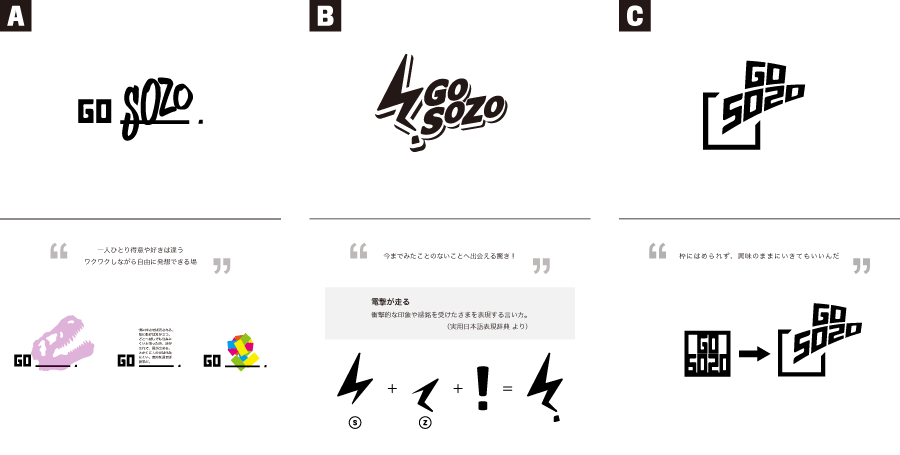 A
GO SOZO.
“
一人ひとり得意や好きは違う
ワクワクしながら自由に発想できる場
”
GO .
GO .
GO .
B
GO
SOZO
“
今までみたことのないことへ出会える驚き!
”
電撃が走る
衝撃的な印象や感銘を受けたさまを表現する言い方。
(実用日本語表現辞典 より)
+ + ! =
S Z
C
GO
SOZO
“
枠にはめられず、興味のままにいきてもいいんだ
”
GO
SOZO
GO
SOZO